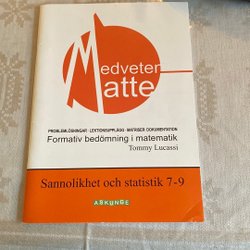 Medveten
Matte
PROBLEMLÖSNINGAR • LEKTIONSUPPLÄGG • MATRISER DOKUMENTATION
Formativ bedömning i matematik
Tommy Lucassi
Sannolikhet och statistik 7-9
ASKUNGE